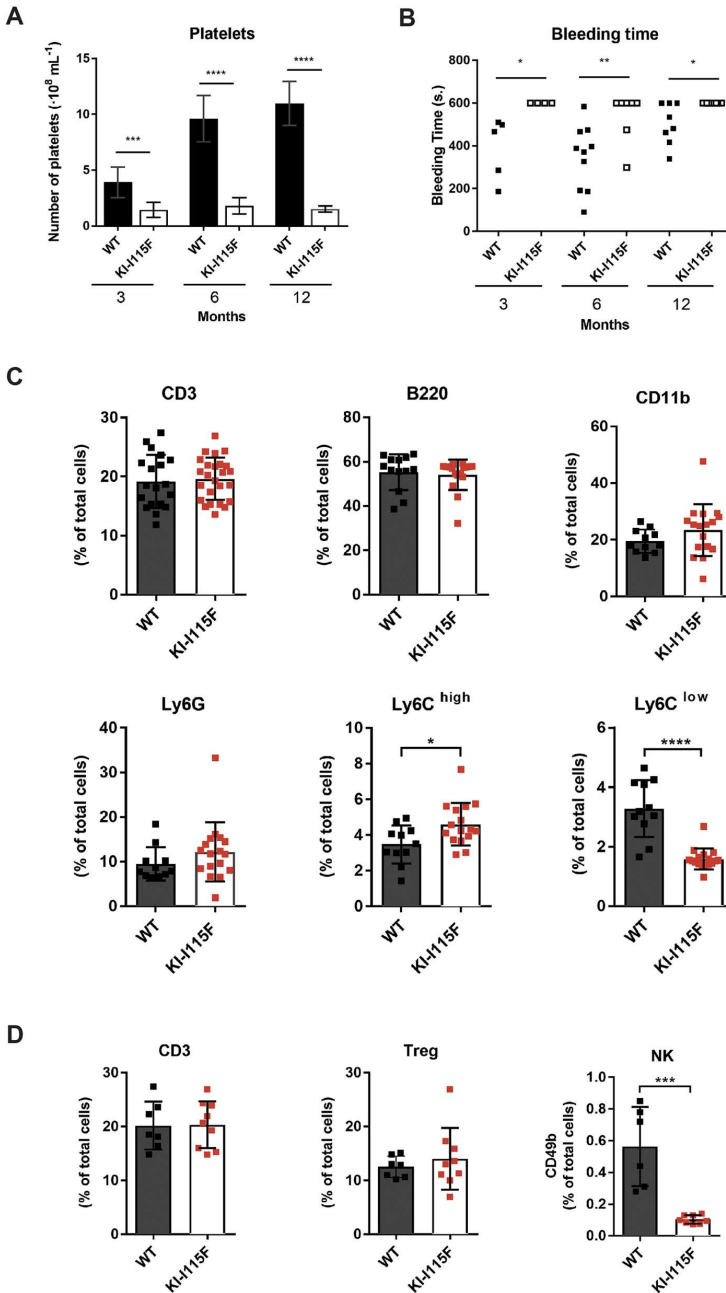 A
Platelets
Number of platelets (·10⁸ mL⁻¹)
15
10
5
0
***
****
****
WT
KI-I115F
WT
KI-I115F
WT
KI-I115F
3
6
12
Months
B
Bleeding time
Bleeding Time (s.)
800
600
400
200
0
*
**
*
WT
KI-I115F
WT
KI-I115F
WT
KI-I115F
3
6
12
Months
C
CD3
(% of total cells)
30
20
10
0
WT
KI-I115F
B220
(% of total cells)
80
60
40
20
0
WT
KI-I115F
CD11b
(% of total cells)
60
40
20
0
WT
KI-I115F
Ly6G
(% of total cells)
40
30
20
10
0
WT
KI-I115F
Ly6C high
(% of total cells)
10
8
6
4
2
0
*
WT
KI-I115F
Ly6C low
(% of total cells)
6
4
2
0
****
WT
KI-I115F
D
CD3
(% of total cells)
30
20
10
0
WT
KI-I115F
Treg
(% of total cells)
30
20
10
0
WT
KI-I115F
NK
CD49b
(% of total cells)
1.0
0.8
0.6
0.4
0.2
0.0
***
WT
KI-I115F